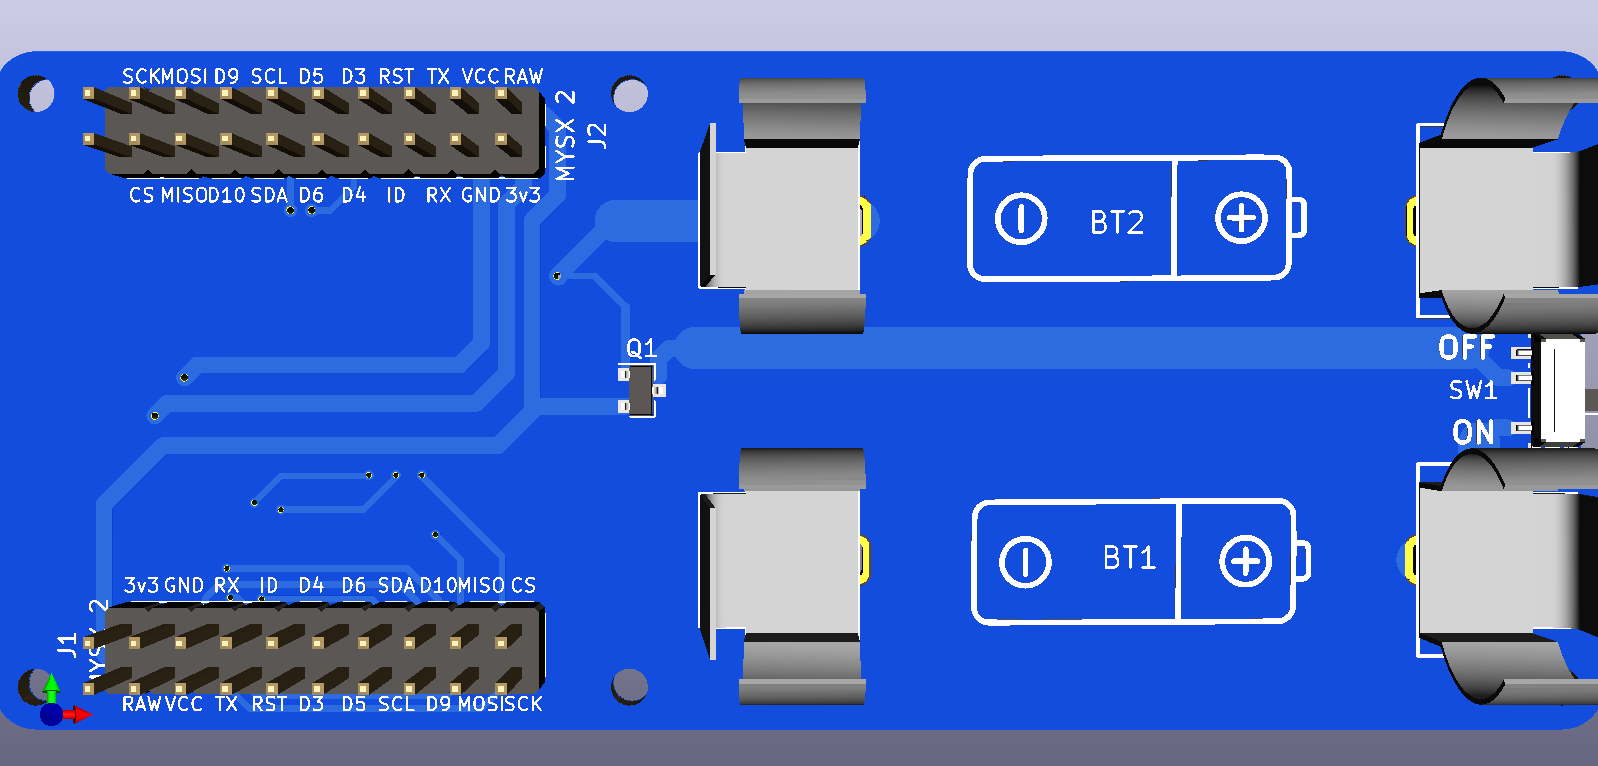 SCK MOSI D9 SCL D5 D3 RST TX VCC RAW
CS MISO D10 SDA D6 D4 ID RX GND 3v3
MYSX 2
J2
BT2
Q1
OFF
SW1
ON
BT1
3v3 GND RX ID D4 D6 SDA D10 MISO CS
J1
RAW VCC TX RST D3 D5 SCL D9 MOSI SCK